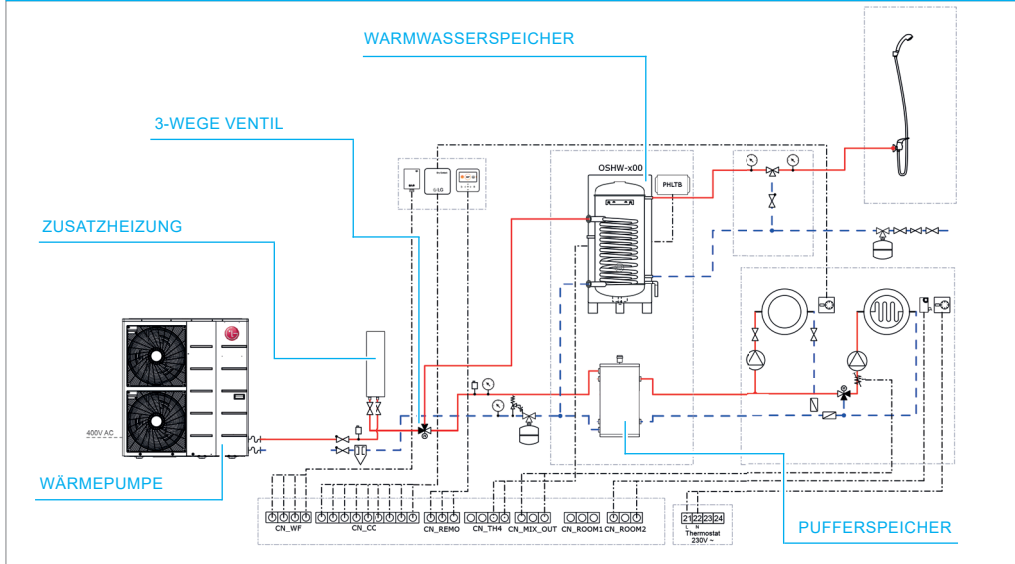 WARMWASSERSPEICHER
3-WEGE VENTIL
OSHW-x00
PHLTB
LG
ZUSATZHEIZUNG
400V AC
WÄRMEPUMPE
CN_WF
CN_CC
CN_REMO
CN_TH4
CN_MIX_OUT
CN_ROOM1
CN_ROOM2
21 22 23 24
L N
Thermostat
230V ~
PUFFERSPEICHER